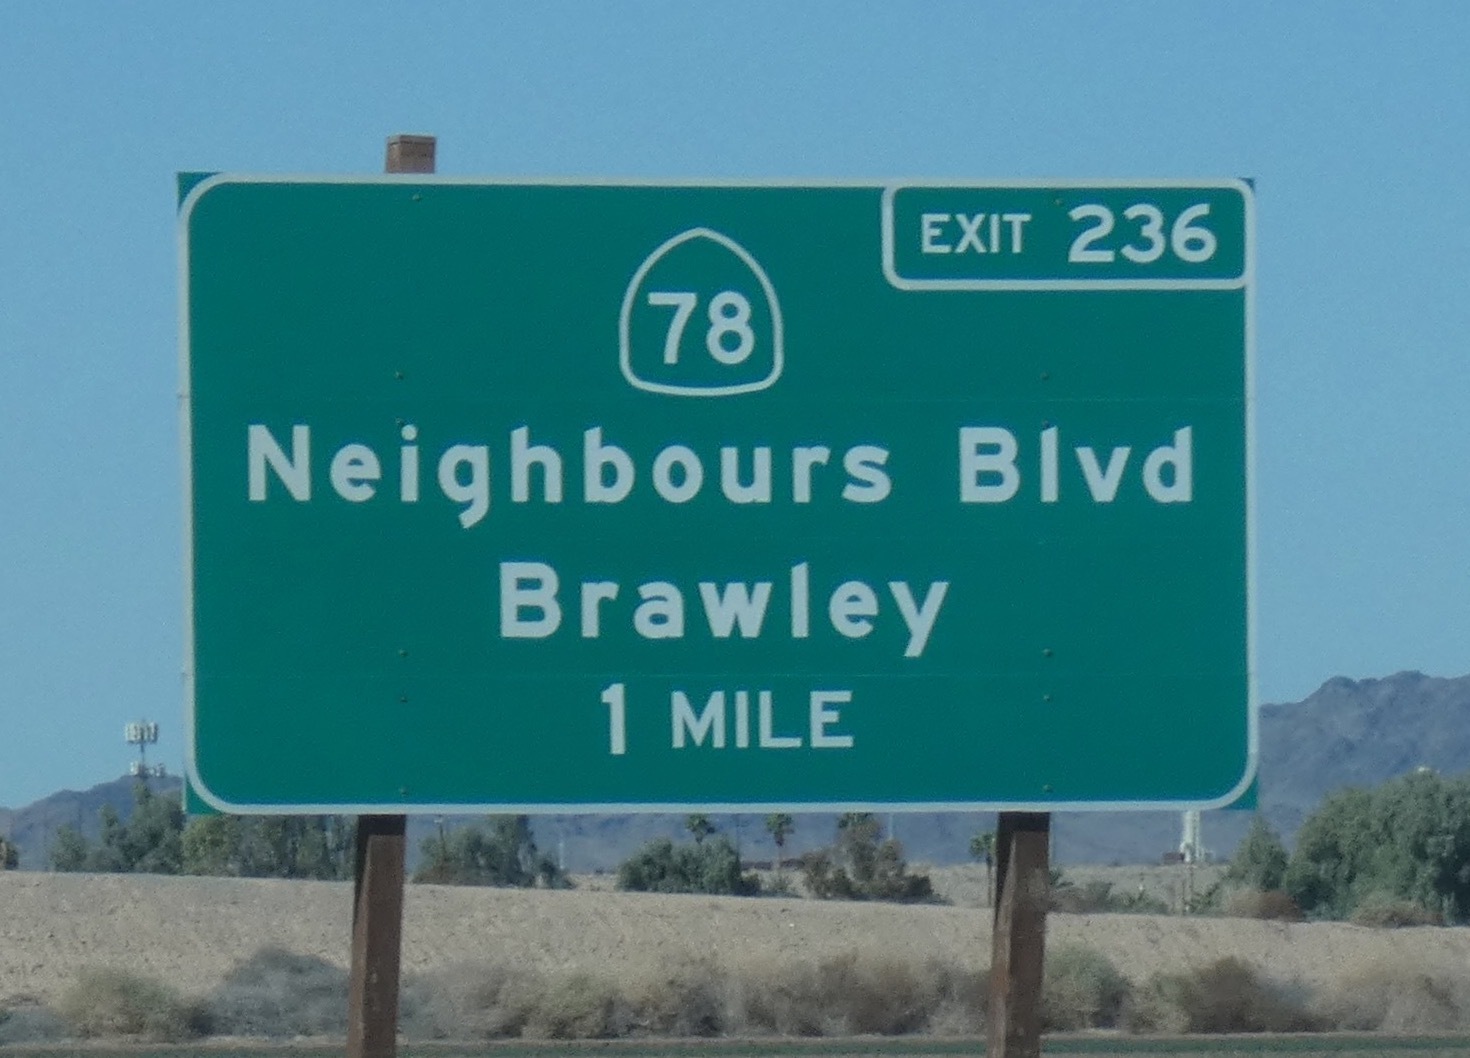 EXIT 236
78
Neighbours Blvd
Brawley
1 MILE